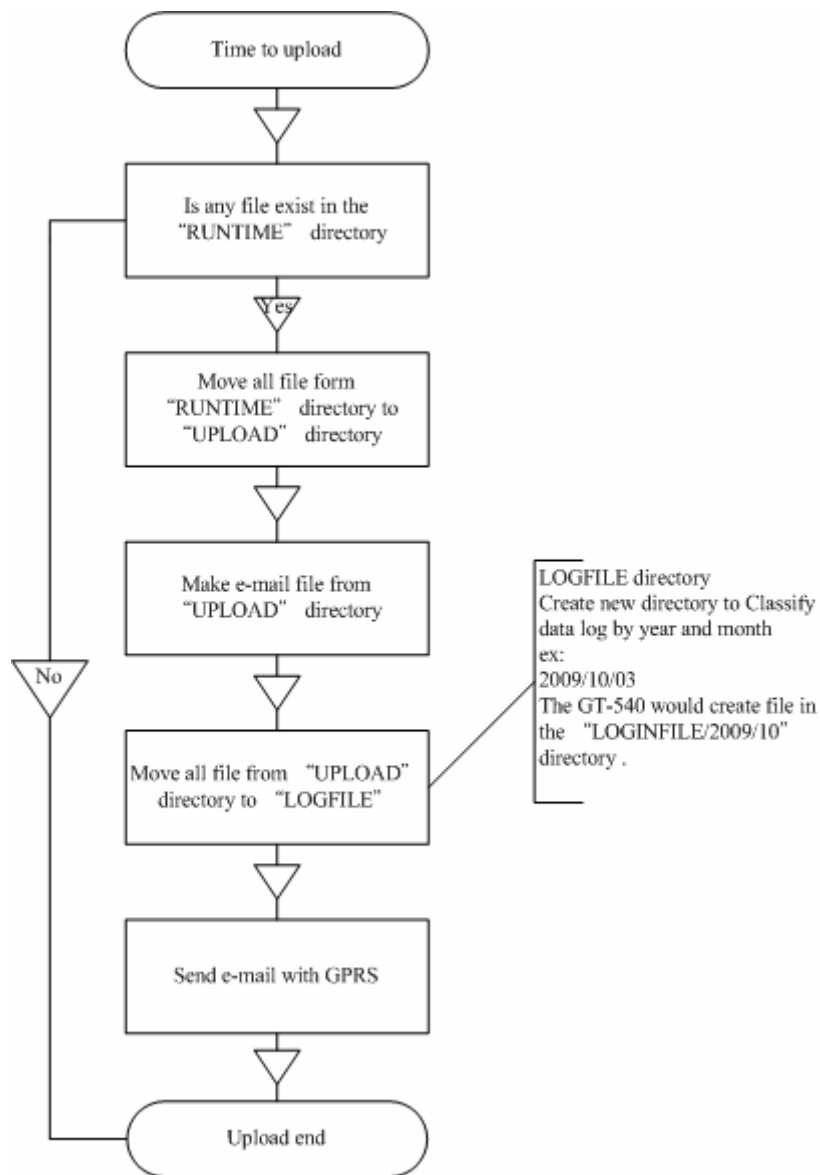 Time to upload
Is any file exist in the
“RUNTIME” directory
Yes
Move all file form
“RUNTIME” directory to
“UPLOAD” directory
Make e-mail file from
“UPLOAD” directory
No
Move all file from “UPLOAD”
directory to “LOGFILE”
LOGFILE directory
Create new directory to Classify
data log by year and month
ex:
2009/10/03
The GT-540 would create file in
the “LOGINFILE/2009/10”
directory .
Send e-mail with GPRS
Upload end